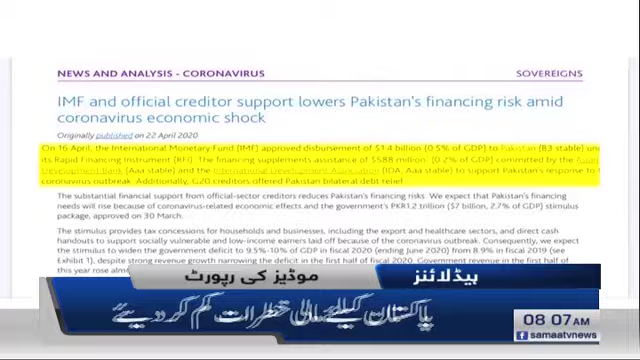 NEWS AND ANALYSIS - CORONAVIRUS
SOVEREIGNS
IMF and official creditor support lowers Pakistan's financing risk amid
coronavirus economic shock
Originally published on 22 April 2020
On 16 April, the International Monetary Fund (IMF) approved disbursement of $1.4 billion (0.5% of GDP) to Pakistan (B3 stable)
its Rapid Financing Instrument (RFI). The financing supplements assistance of $588 million (0.2% of GDP) committed by the Asian
Development Bank (Aaa stable) and the International Development Association (IDA, Aaa stable) to support Pakistan's response to
coronavirus outbreak. Additionally, G20 creditors offered Pakistan bilateral debt relief.
The substantial financial support from official-sector creditors reduces Pakistan's financing risks. We expect that Pakistan's financing
needs will rise because of coronavirus-related economic effects and the government's PKR1.2 trillion ($7 billion, 2.7% of GDP) stimulus
package, approved on 30 March.
The stimulus provides tax concessions for households and businesses, including the export and healthcare sectors, and direct cash
handouts to support socially vulnerable and low-income earners laid off because of the coronavirus outbreak. Consequently, we expect
the stimulus to widen the government deficit to 9.5%-10% of GDP in fiscal 2020 (ending June 2020) from 8.9% in fiscal 2019 (see
Exhibit 1), despite strong revenue growth narrowing the deficit in the first half of fiscal 2020. Government revenue in the first half of
this year rose
ہیڈلائنز
موڈیز کی رپورٹ
پاکستان کیلئے مالی خطرات کم کر دیئے
08:07AM
samaatvnews